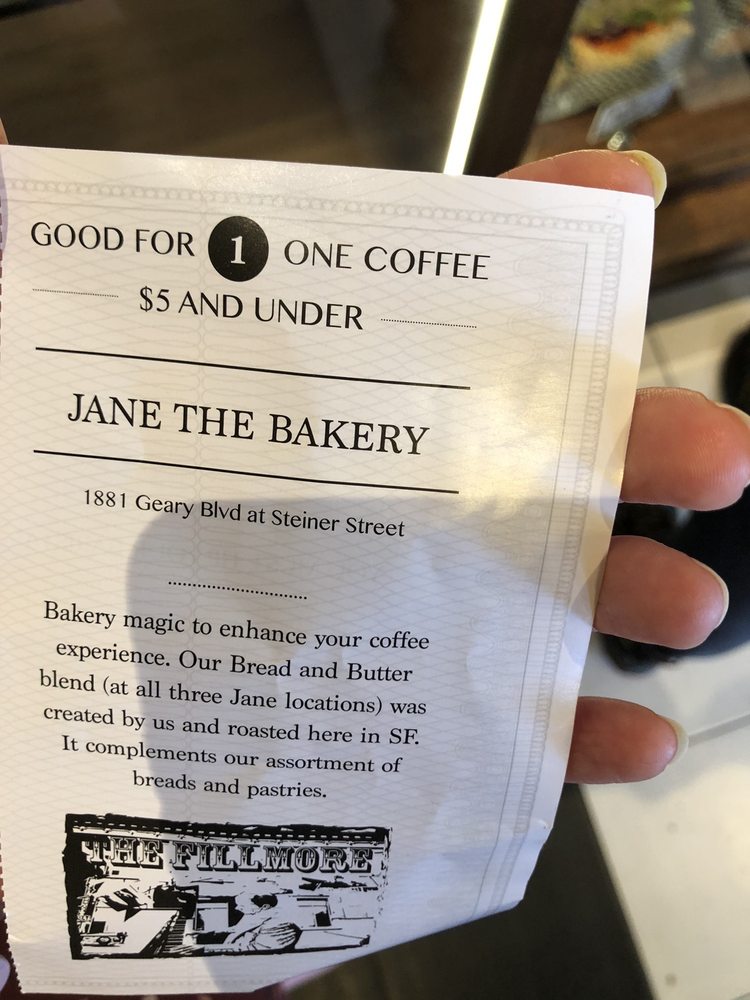 GOOD FOR 1 ONE COFFEE
$5 AND UNDER
JANE THE BAKERY
1881 Geary Blvd at Steiner Street
Bakery magic to enhance your coffee
experience. Our Bread and Butter
blend (at all three Jane locations) was
created by us and roasted here in SF.
It complements our assortment of
breads and pastries.
THE FILLMORE